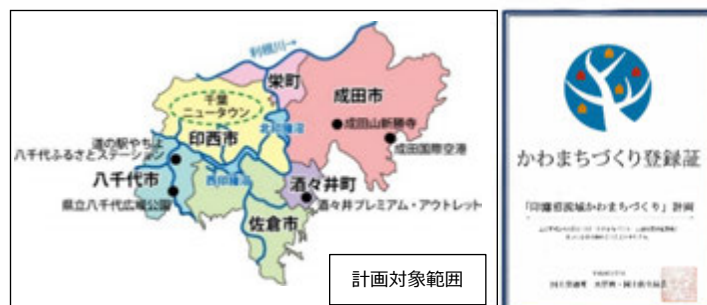 利根川→
栄町
成田市
千葉
ニュータウン
北印旛沼
成田山新勝寺
印西市
成田国際空港
道の駅やちよ
八千代ふるさとステーション
八千代市
西印旛沼
酒々井町
県立八千代広域公園
酒々井プレミアム・アウトレット
佐倉市
計画対象範囲
かわまちづくり登録証
「印旛沼流域かわまちづくり」計画